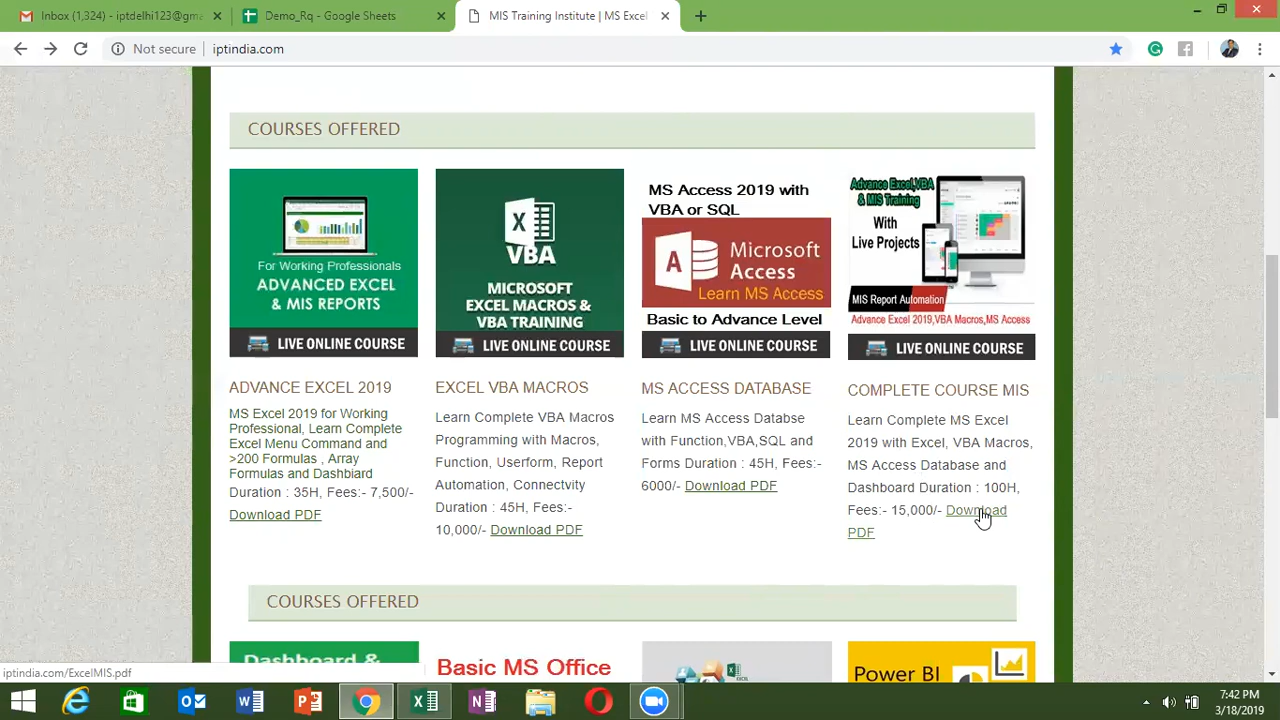 Inbox (1,324) - iptdelhi123@gma
Demo_Rq - Google Sheets
MIS Training Institute | MS Excel
Not secure
iptindia.com
COURSES OFFERED
For Working Professionals
ADVANCED EXCEL
& MIS REPORTS
LIVE ONLINE COURSE
X
VBA
MICROSOFT
EXCEL MACROS &
VBA TRAINING
LIVE ONLINE COURSE
MS Access 2019 with
VBA or SQL
A
Microsoft
Access
Learn MS Access
Basic to Advance Level
LIVE ONLINE COURSE
Advance Excel,VBA
& MIS Training
With
Live Projects
MIS Report Automation
Advance Excel 2019,VBA Macros,MS Access
LIVE ONLINE COURSE
ADVANCE EXCEL 2019
MS Excel 2019 for Working
Professional, Learn Complete
Excel Menu Command and
>200 Formulas , Array
Formulas and Dashbiard
Duration : 35H, Fees:- 7,500/-
Download PDF
EXCEL VBA MACROS
Learn Complete VBA Macros
Programming with Macros,
Function, Userform, Report
Automation, Connectivity
Duration : 45H, Fees:-
10,000/- Download PDF
MS ACCESS DATABASE
Learn MS Access Databse
with Function,VBA,SQL and
Forms Duration : 45H, Fees:-
6000/- Download PDF
COMPLETE COURSE MIS
Learn Complete MS Excel
2019 with Excel, VBA Macros,
MS Access Database and
Dashboard Duration : 100H,
Fees:- 15,000/- Download
PDF
COURSES OFFERED
Dashboard &
Basic MS Office
Power BI
iptindia.com/ExcelMIS.pdf
7:42 PM
3/18/2019